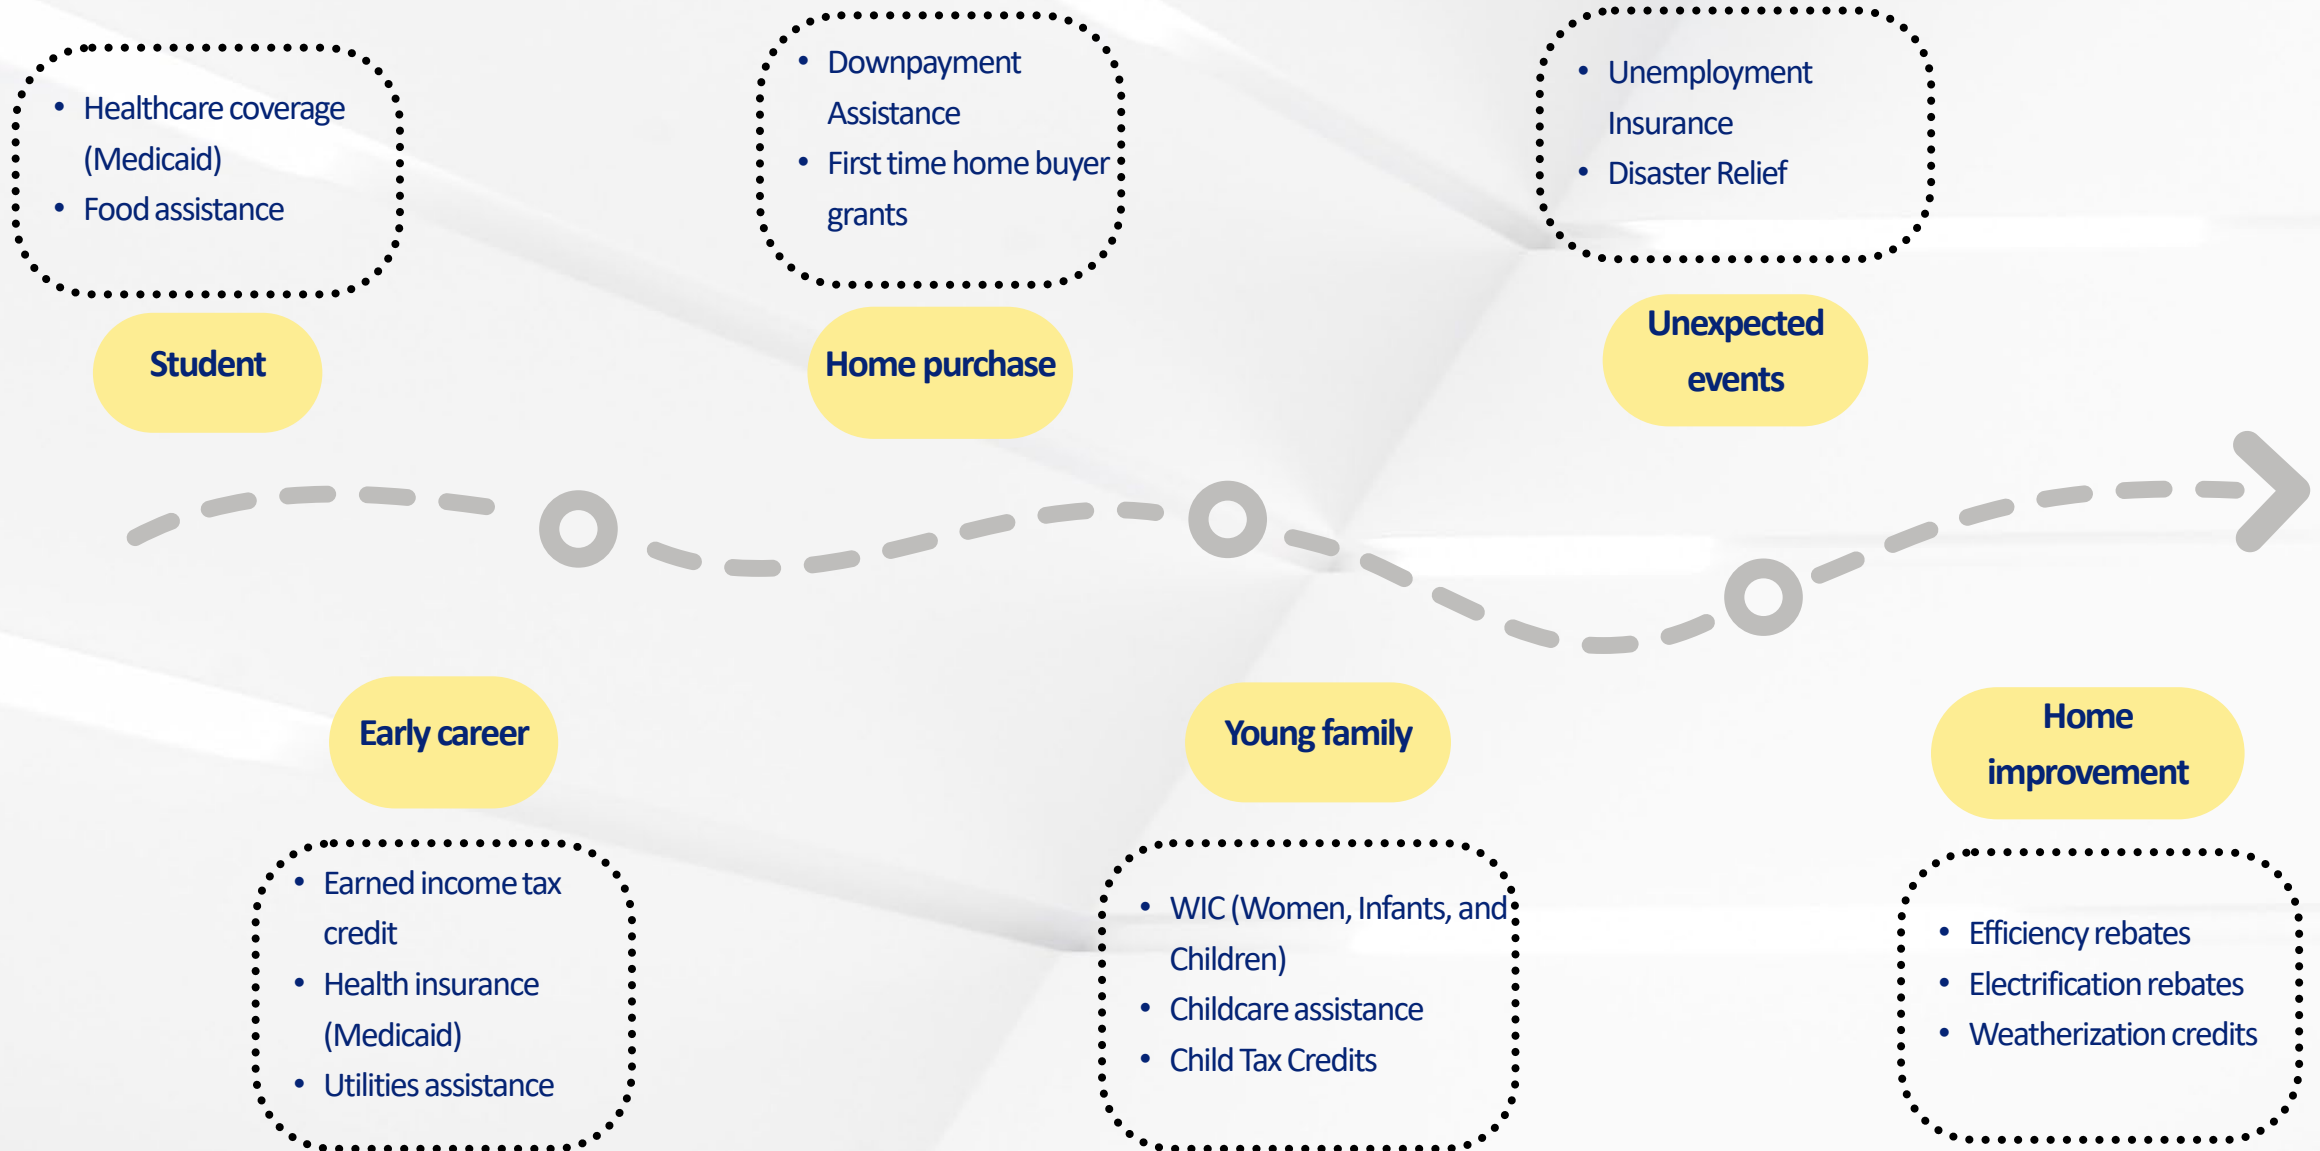 • Healthcare coverage
(Medicaid)
• Food assistance
Student
• Downpayment
Assistance
• First time home buyer
grants
Home purchase
• Unemployment
Insurance
• Disaster Relief
Unexpected
events
Early career
• Earned income tax
credit
• Health insurance
(Medicaid)
• Utilities assistance
Young family
• WIC (Women, Infants, and
Children)
• Childcare assistance
• Child Tax Credits
Home
improvement
• Efficiency rebates
• Electrification rebates
• Weatherization credits